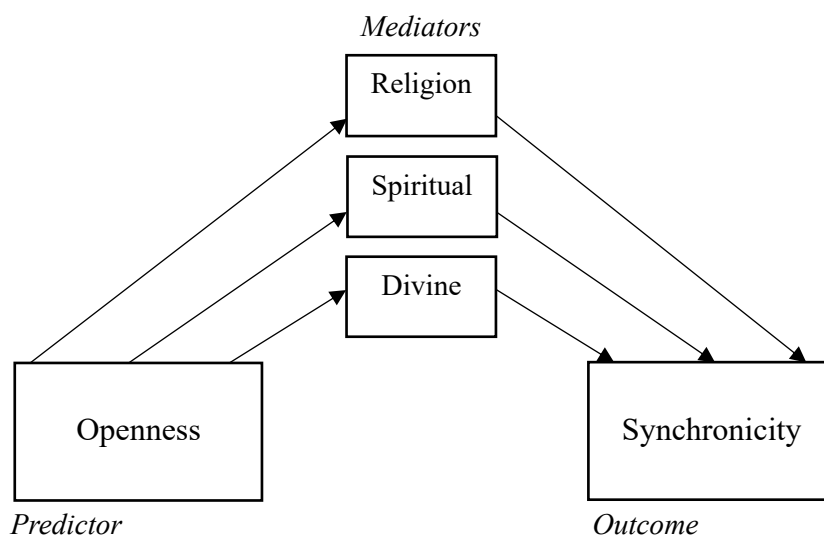 Mediators
Religion
Spiritual
Divine
Openness
Synchronicity
Predictor
Outcome